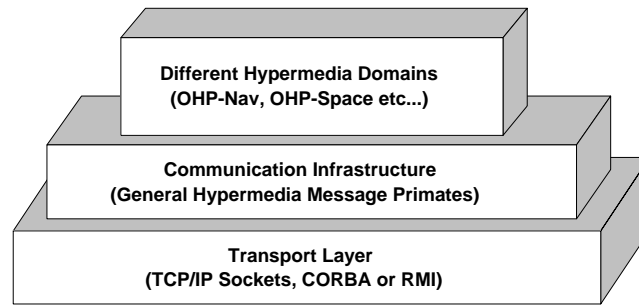 Different Hypermedia Domains
(OHP-Nav, OHP-Space etc...)
Communication Infrastructure
(General Hypermedia Message Primates)
Transport Layer
(TCP/IP Sockets, CORBA or RMI)